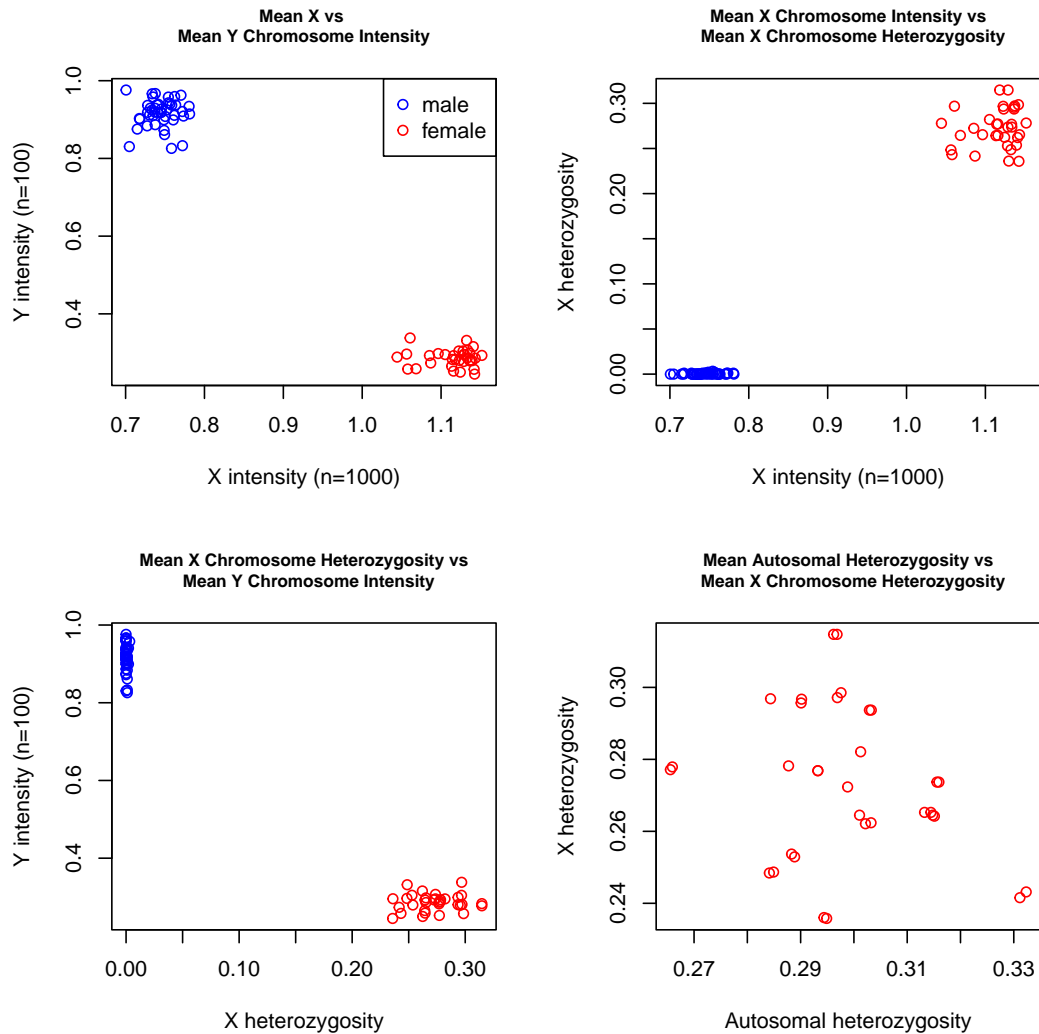 Mean X vs
Mean Y Chromosome Intensity
male
female
1.0
0.8
0.6
0.4
Y intensity (n=100)
0.7 0.8 0.9 1.0 1.1
X intensity (n=1000)
Mean X Chromosome Intensity vs
Mean X Chromosome Heterozygosity
0.30
0.20
0.10
0.00
X heterozygosity
0.7 0.8 0.9 1.0 1.1
X intensity (n=1000)
Mean X Chromosome Heterozygosity vs
Mean Y Chromosome Intensity
1.0
0.8
0.6
0.4
Y intensity (n=100)
0.00 0.10 0.20 0.30
X heterozygosity
Mean Autosomal Heterozygosity vs
Mean X Chromosome Heterozygosity
0.30
0.28
0.26
0.24
X heterozygosity
0.27 0.29 0.31 0.33
Autosomal heterozygosity